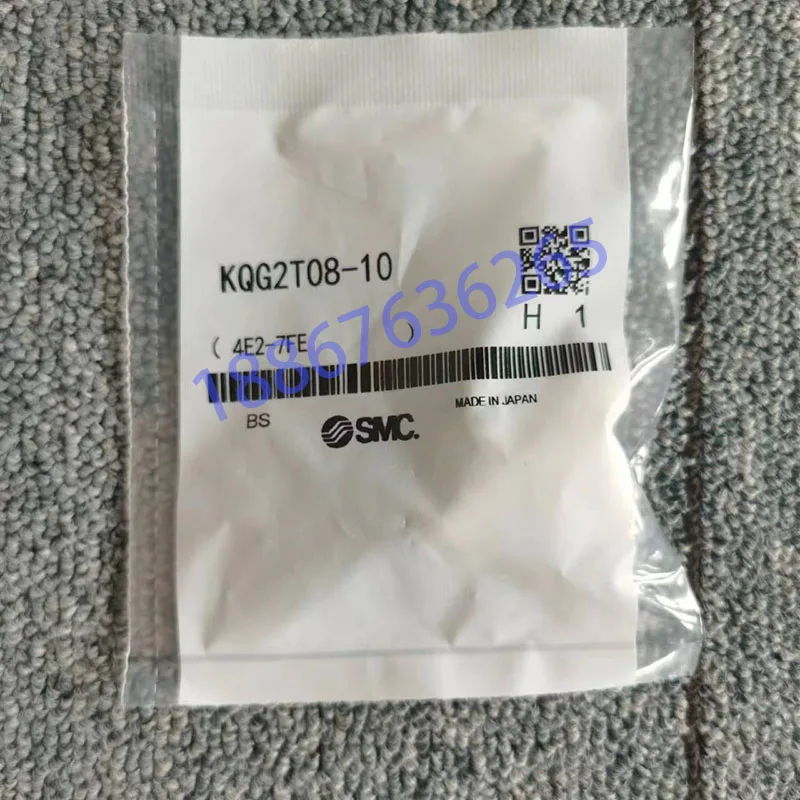 KQG2T08-10
H 1
( 4E2-7FE )
18867636265
BS
SMC.
MADE IN JAPAN